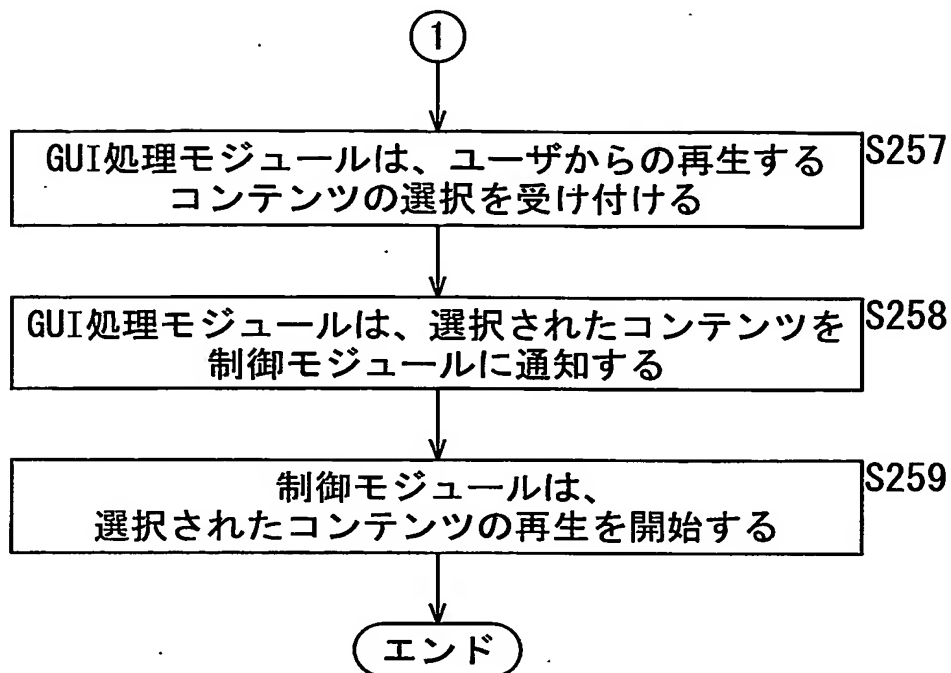 1
GUI処理モジュールは、ユーザからの再生する
コンテンツの選択を受け付ける
S257
GUI処理モジュールは、選択されたコンテンツを
制御モジュールに通知する
S258
制御モジュールは、
選択されたコンテンツの再生を開始する
S259
エンド